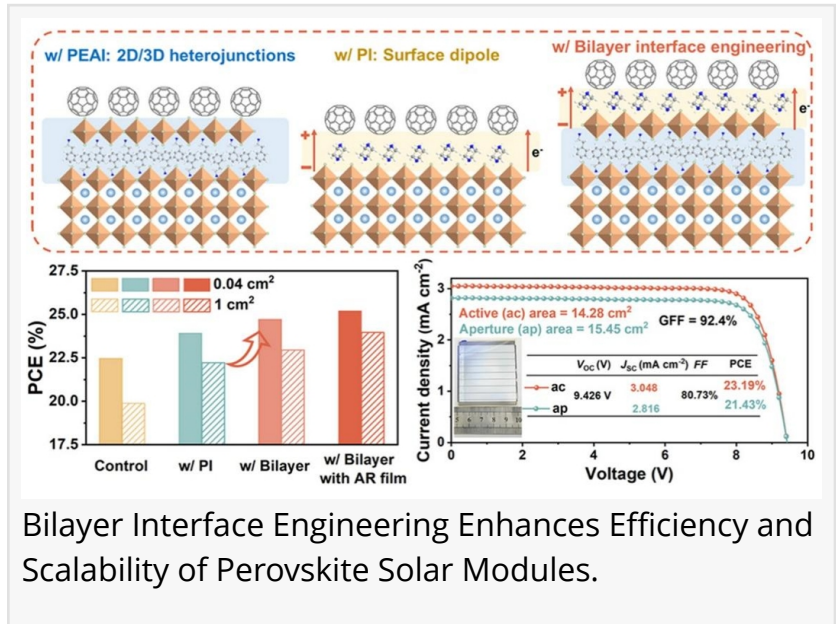 w/ PEAI: 2D/3D heterojunctions
w/ PI: Surface dipole
w/ Bilayer interface engineering
+
−
e-
+
−
e-
27.5
25.0
22.5
20.0
17.5
PCE (%)
0.04 cm²
1 cm²
Control
w/ PI
w/ Bilayer
w/ Bilayer
with AR film
Current density (mA cm⁻²)
3
2
1
0
Active (ac) area = 14.28 cm²
Aperture (ap) area = 15.45 cm²
GFF = 92.4%
VOC (V) JSC (mA cm⁻²) FF PCE
ac 9.426 V 3.048 80.73% 23.19%
ap 2.816 21.43%
0 2 4 6 8 10
Voltage (V)
Bilayer Interface Engineering Enhances Efficiency and
Scalability of Perovskite Solar Modules.